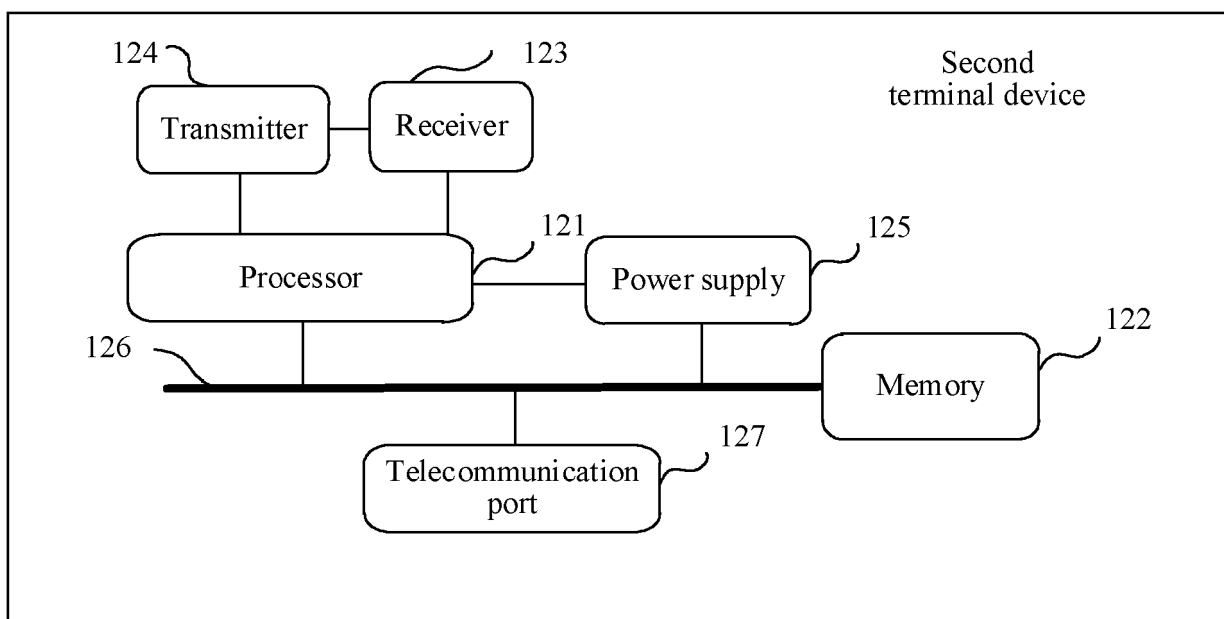 124
123
Second
terminal device
Transmitter
Receiver
121
125
Processor
Power supply
122
126
Memory
127
Telecommunication
port